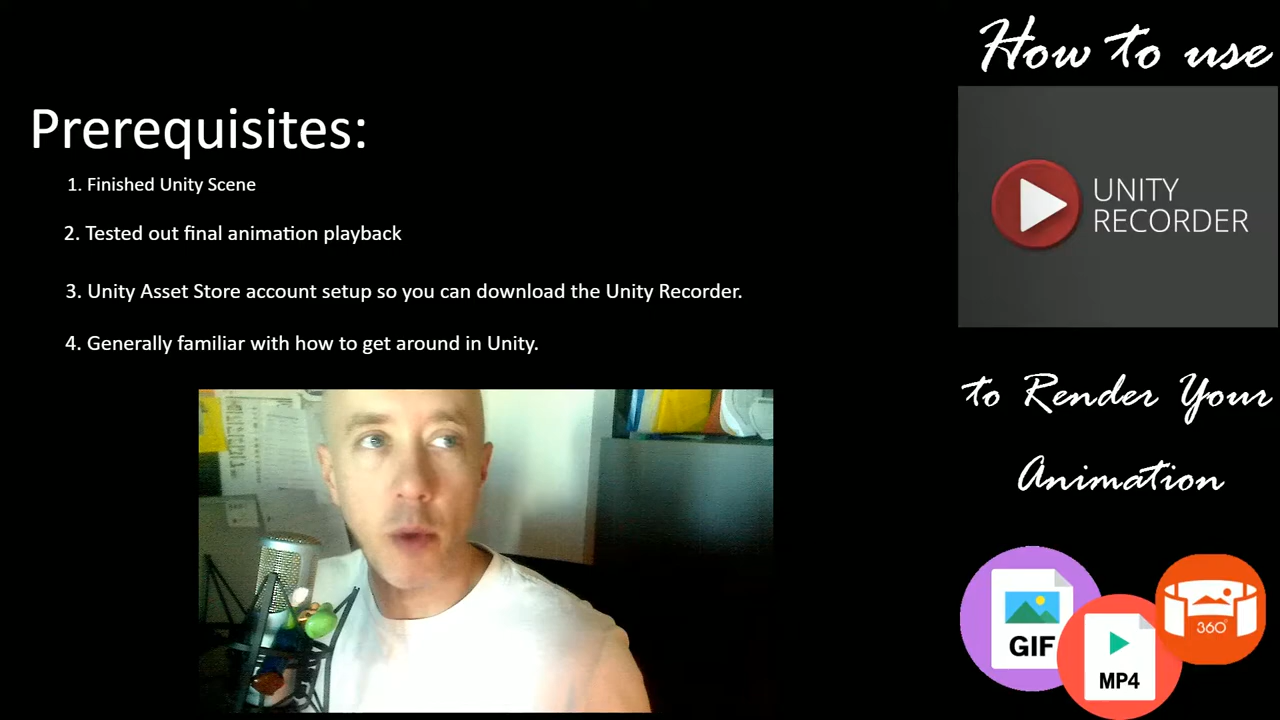 Prerequisites:
1. Finished Unity Scene
2. Tested out final animation playback
3. Unity Asset Store account setup so you can download the Unity Recorder.
4. Generally familiar with how to get around in Unity.
How to use
UNITY
RECORDER
to Render Your
Animation
GIF
MP4
360°